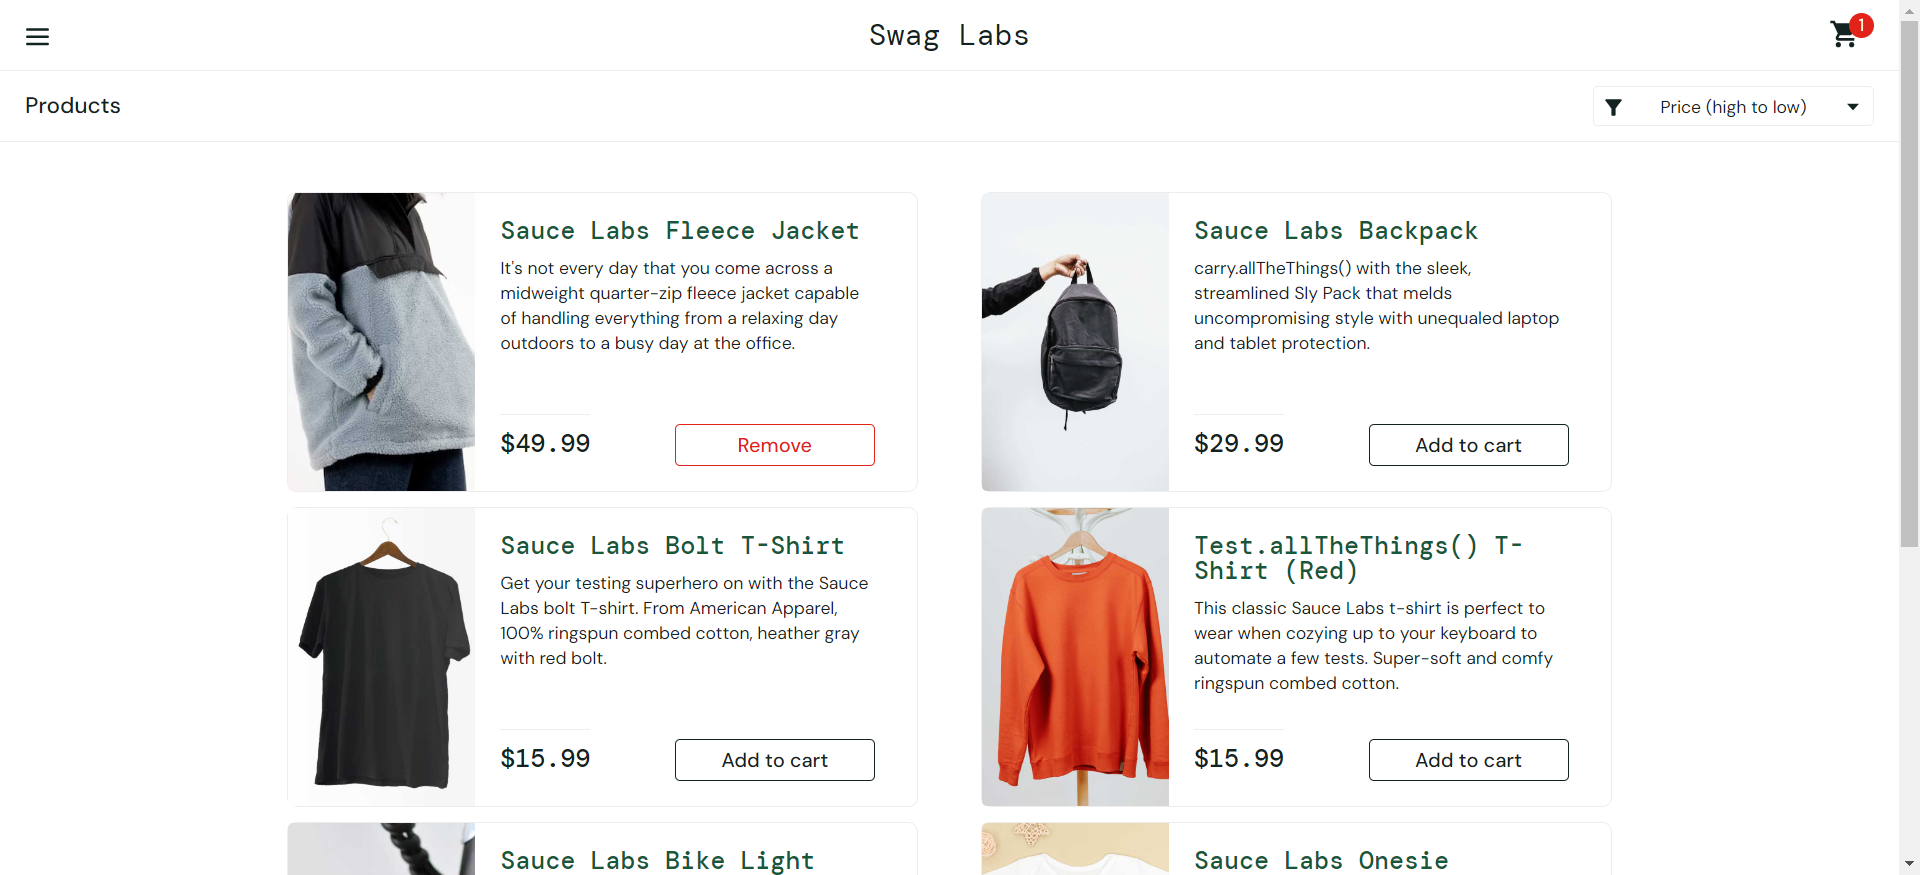 Swag Labs
1
Products
Price (high to low)
Sauce Labs Fleece Jacket
It's not every day that you come across a
midweight quarter-zip fleece jacket capable
of handling everything from a relaxing day
outdoors to a busy day at the office.
$49.99
Remove
Sauce Labs Backpack
carry.allTheThings() with the sleek,
streamlined Sly Pack that melds
uncompromising style with unequaled laptop
and tablet protection.
$29.99
Add to cart
Sauce Labs Bolt T-Shirt
Get your testing superhero on with the Sauce
Labs bolt T-shirt. From American Apparel,
100% ringspun combed cotton, heather gray
with red bolt.
$15.99
Add to cart
Test.allTheThings() T-
Shirt (Red)
This classic Sauce Labs t-shirt is perfect to
wear when cozying up to your keyboard to
automate a few tests. Super-soft and comfy
ringspun combed cotton.
$15.99
Add to cart
Sauce Labs Bike Light
Sauce Labs Onesie